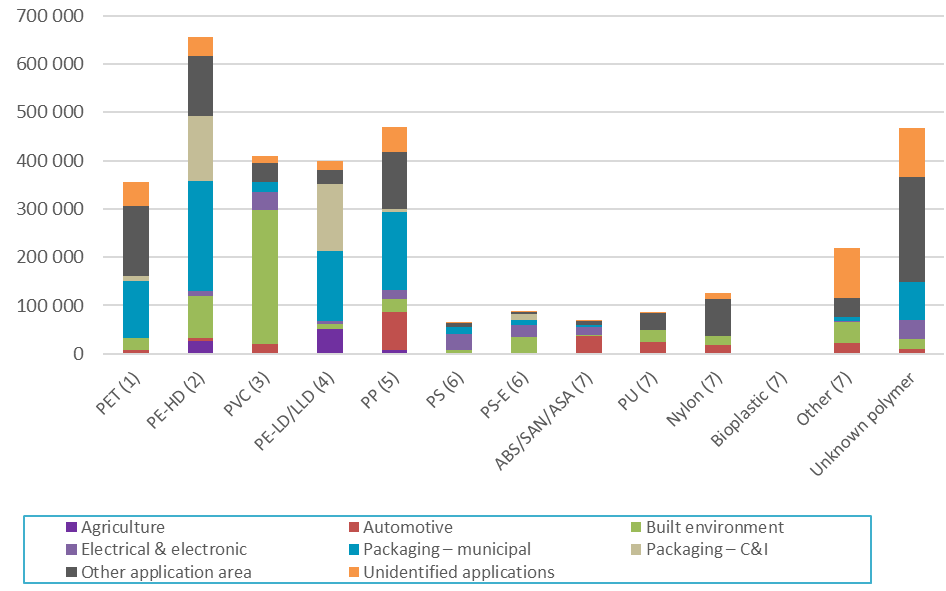 700 000
600 000
500 000
400 000
300 000
200 000
100 000
0
PET (1)
PE-HD (2)
PVC (3)
PE-LD/LLD (4)
PP (5)
PS (6)
PS-E (6)
ABS/SAN/ASA (7)
PU (7)
Nylon (7)
Bioplastic (7)
Other (7)
Unknown polymer
Agriculture Automotive Built environment
Electrical & electronic Packaging – municipal Packaging – C&I
Other application area Unidentified applications